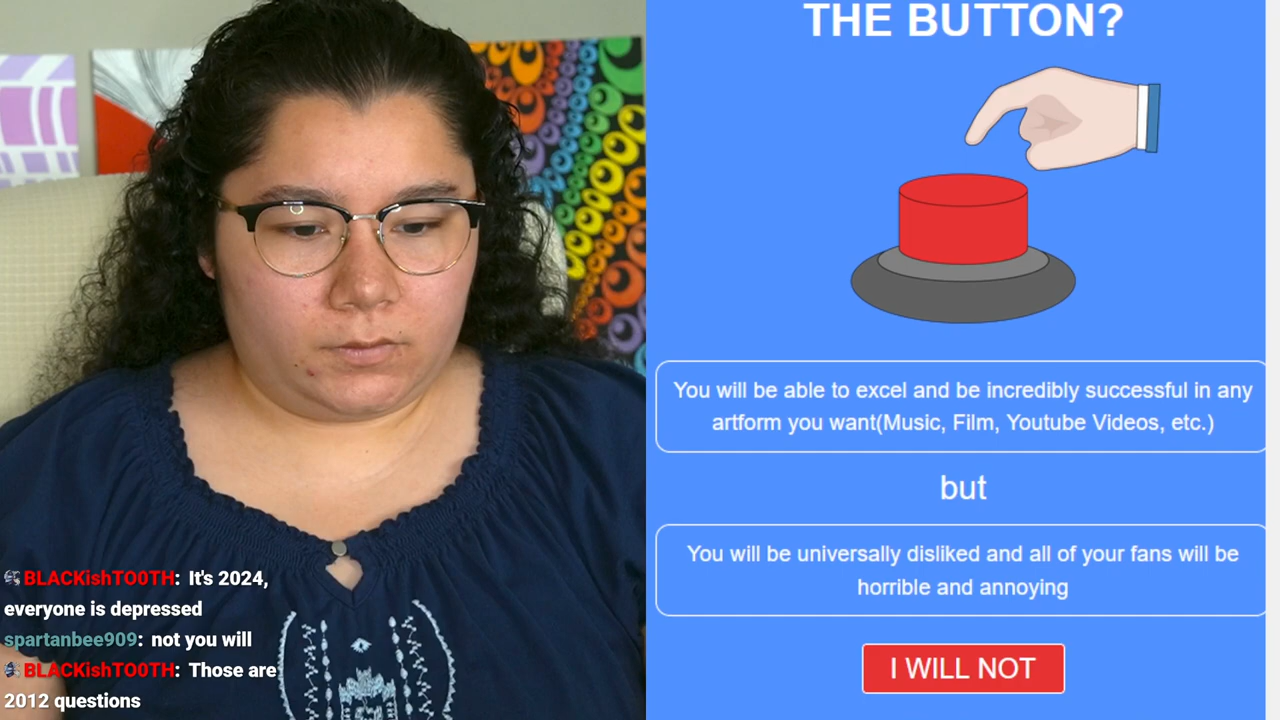 THE BUTTON?
You will be able to excel and be incredibly successful in any
artform you want(Music, Film, Youtube Videos, etc.)
but
You will be universally disliked and all of your fans will be
horrible and annoying
I WILL NOT
BLACKishTO0TH: It's 2024,
everyone is depressed
spartanbee909: not you will
BLACKishTO0TH: Those are
2012 questions